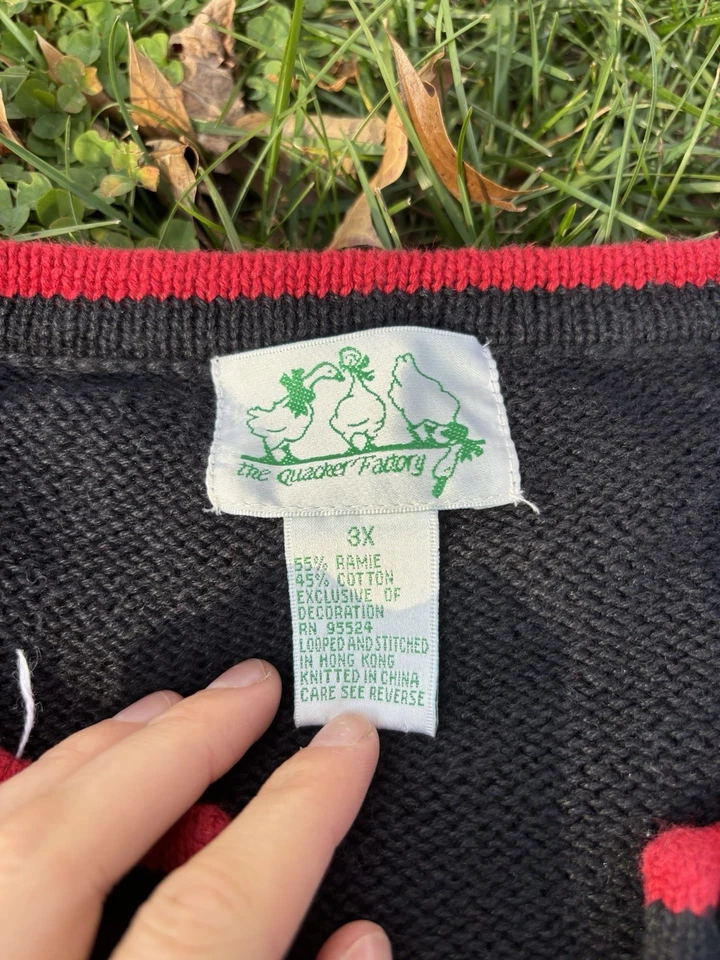 the Quacker Factory
3X
55% RAMIE
45% COTTON
EXCLUSIVE OF
DECORATION
RN 95524
LOOPED AND STITCHED
IN HONG KONG
KNITTED IN CHINA
CARE SEE REVERSE